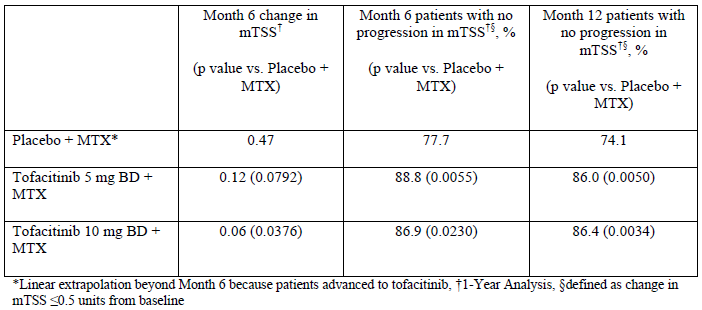 Month 6 change in mTSS† (p value vs. Placebo + MTX)
Month 6 patients with no progression in mTSS†§, % (p value vs. Placebo + MTX)
Month 12 patients with no progression in mTSS†§, % (p value vs. Placebo + MTX)
Placebo + MTX* 0.47 77.7 74.1
Tofacitinib 5 mg BD + MTX 0.12 (0.0792) 88.8 (0.0055) 86.0 (0.0050)
Tofacitinib 10 mg BD + MTX 0.06 (0.0376) 86.9 (0.0230) 86.4 (0.0034)
*Linear extrapolation beyond Month 6 because patients advanced to tofacitinib, †1-Year Analysis, §defined as change in
mTSS ≤0.5 units from baseline